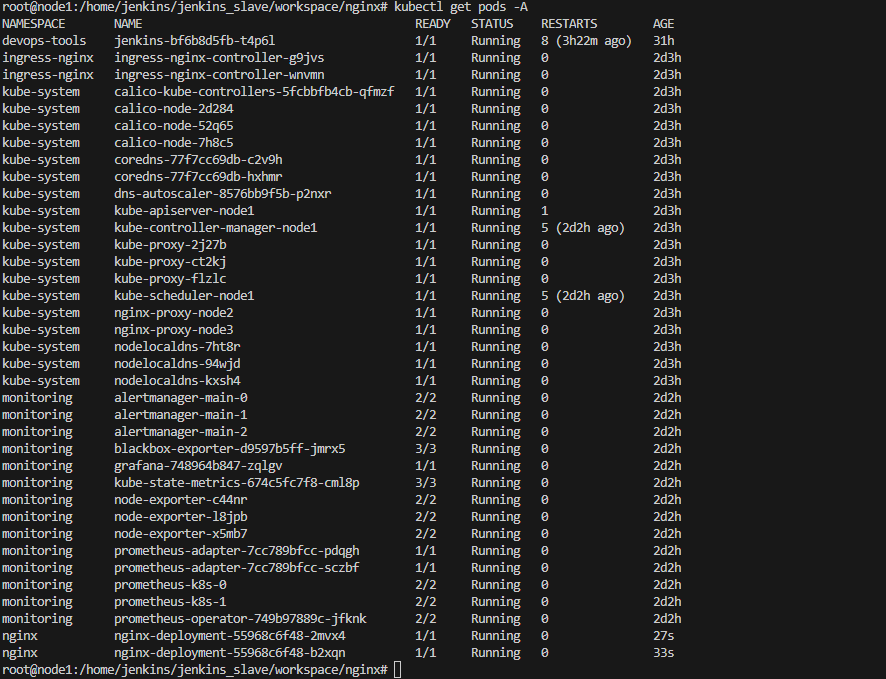 root@node1:/home/jenkins/jenkins_slave/workspace/nginx# kubectl get pods -A
NAMESPACE NAME READY STATUS RESTARTS AGE
devops-tools jenkins-bf6b8d5fb-t4p6l 1/1 Running 8 (3h22m ago) 31h
ingress-nginx ingress-nginx-controller-g9jvs 1/1 Running 0 2d3h
ingress-nginx ingress-nginx-controller-wnvmn 1/1 Running 0 2d3h
kube-system calico-kube-controllers-5fcbbfb4cb-qfmzf 1/1 Running 0 2d3h
kube-system calico-node-2d284 1/1 Running 0 2d3h
kube-system calico-node-52q65 1/1 Running 0 2d3h
kube-system calico-node-7h8c5 1/1 Running 0 2d3h
kube-system coredns-77f7cc69db-c2v9h 1/1 Running 0 2d3h
kube-system coredns-77f7cc69db-hxhmr 1/1 Running 0 2d3h
kube-system dns-autoscaler-8576bb9f5b-p2nxr 1/1 Running 0 2d3h
kube-system kube-apiserver-node1 1/1 Running 1 2d3h
kube-system kube-controller-manager-node1 1/1 Running 5 (2d2h ago) 2d3h
kube-system kube-proxy-2j27b 1/1 Running 0 2d3h
kube-system kube-proxy-ct2kj 1/1 Running 0 2d3h
kube-system kube-proxy-flzlc 1/1 Running 0 2d3h
kube-system kube-scheduler-node1 1/1 Running 5 (2d2h ago) 2d3h
kube-system nginx-proxy-node2 1/1 Running 0 2d3h
kube-system nginx-proxy-node3 1/1 Running 0 2d3h
kube-system nodelocaldns-7ht8r 1/1 Running 0 2d3h
kube-system nodelocaldns-94wjd 1/1 Running 0 2d3h
kube-system nodelocaldns-kxsh4 1/1 Running 0 2d3h
monitoring alertmanager-main-0 2/2 Running 0 2d2h
monitoring alertmanager-main-1 2/2 Running 0 2d2h
monitoring alertmanager-main-2 2/2 Running 0 2d2h
monitoring blackbox-exporter-d9597b5ff-jmrx5 3/3 Running 0 2d2h
monitoring grafana-748964b847-zqlgv 1/1 Running 0 2d2h
monitoring kube-state-metrics-674c5fc7f8-cml8p 3/3 Running 0 2d2h
monitoring node-exporter-c44nr 2/2 Running 0 2d2h
monitoring node-exporter-l8jpb 2/2 Running 0 2d2h
monitoring node-exporter-x5mb7 2/2 Running 0 2d2h
monitoring prometheus-adapter-7cc789bfcc-pdqgh 1/1 Running 0 2d2h
monitoring prometheus-adapter-7cc789bfcc-sczbf 1/1 Running 0 2d2h
monitoring prometheus-k8s-0 2/2 Running 0 2d2h
monitoring prometheus-k8s-1 2/2 Running 0 2d2h
monitoring prometheus-operator-749b97889c-jfknk 2/2 Running 0 2d2h
nginx nginx-deployment-55968c6f48-2mvx4 1/1 Running 0 27s
nginx nginx-deployment-55968c6f48-b2xqn 1/1 Running 0 33s
root@node1:/home/jenkins/jenkins_slave/workspace/nginx#